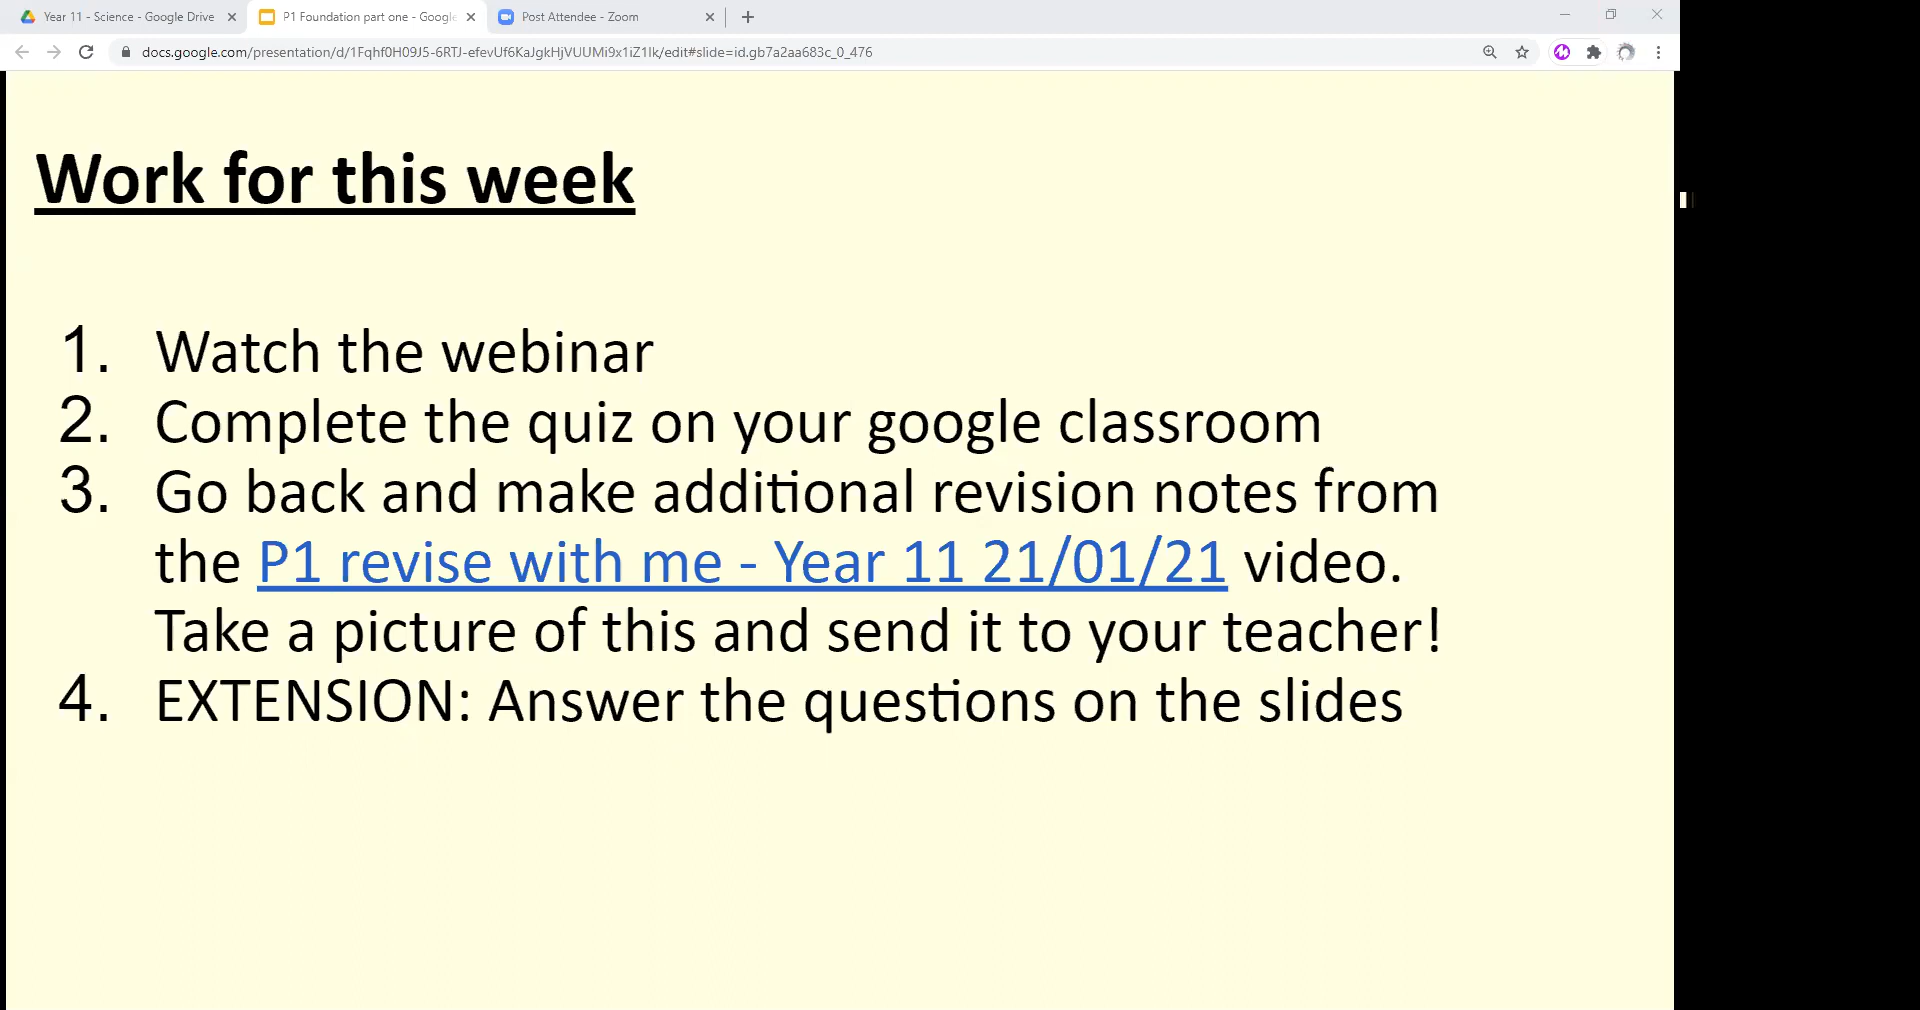 Year 11 - Science - Google Drive
P1 Foundation part one - Google
Post Attendee - Zoom
docs.google.com/presentation/d/1Fqhf0H09J5-6RTJ-efevUf6KaJgkHjVUUMi9x1iZ1lk/edit#slide=id.gb7a2aa683c_0_476
Work for this week
1. Watch the webinar
2. Complete the quiz on your google classroom
3. Go back and make additional revision notes from
the P1 revise with me - Year 11 21/01/21 video.
Take a picture of this and send it to your teacher!
4. EXTENSION: Answer the questions on the slides